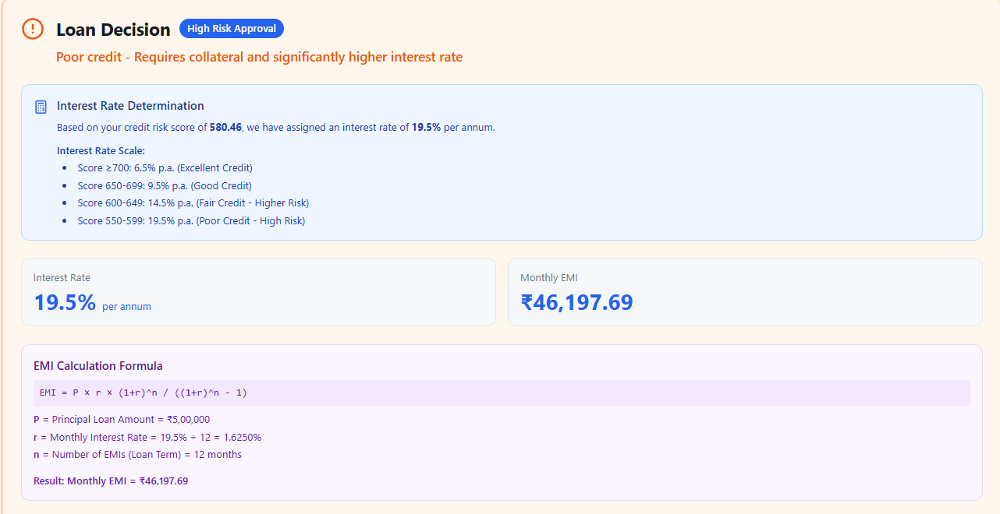 Loan Decision High Risk Approval
Poor credit - Requires collateral and significantly higher interest rate
Interest Rate Determination
Based on your credit risk score of 580.46, we have assigned an interest rate of 19.5% per annum.
Interest Rate Scale:
• Score ≥700: 6.5% p.a. (Excellent Credit)
• Score 650-699: 9.5% p.a. (Good Credit)
• Score 600-649: 14.5% p.a. (Fair Credit - Higher Risk)
• Score 550-599: 19.5% p.a. (Poor Credit - High Risk)
Interest Rate
19.5% per annum
Monthly EMI
₹46,197.69
EMI Calculation Formula
EMI = P × r × (1+r)^n / ((1+r)^n - 1)
P = Principal Loan Amount = ₹5,00,000
r = Monthly Interest Rate = 19.5% ÷ 12 = 1.6250%
n = Number of EMIs (Loan Term) = 12 months
Result: Monthly EMI = ₹46,197.69